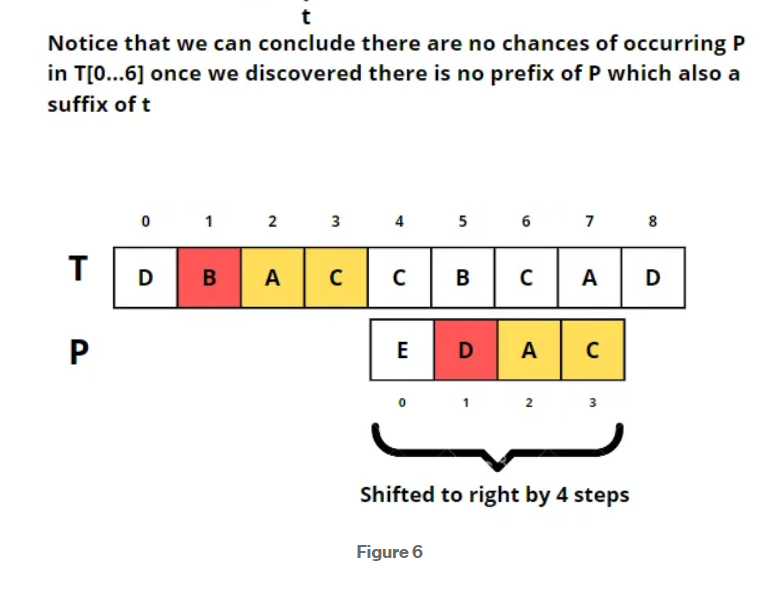 t
Notice that we can conclude there are no chances of occurring P
in T[0...6] once we discovered there is no prefix of P which also a
suffix of t
0 1 2 3 4 5 6 7 8
T D B A C C B C A D
P E D A C
0 1 2 3
Shifted to right by 4 steps
Figure 6